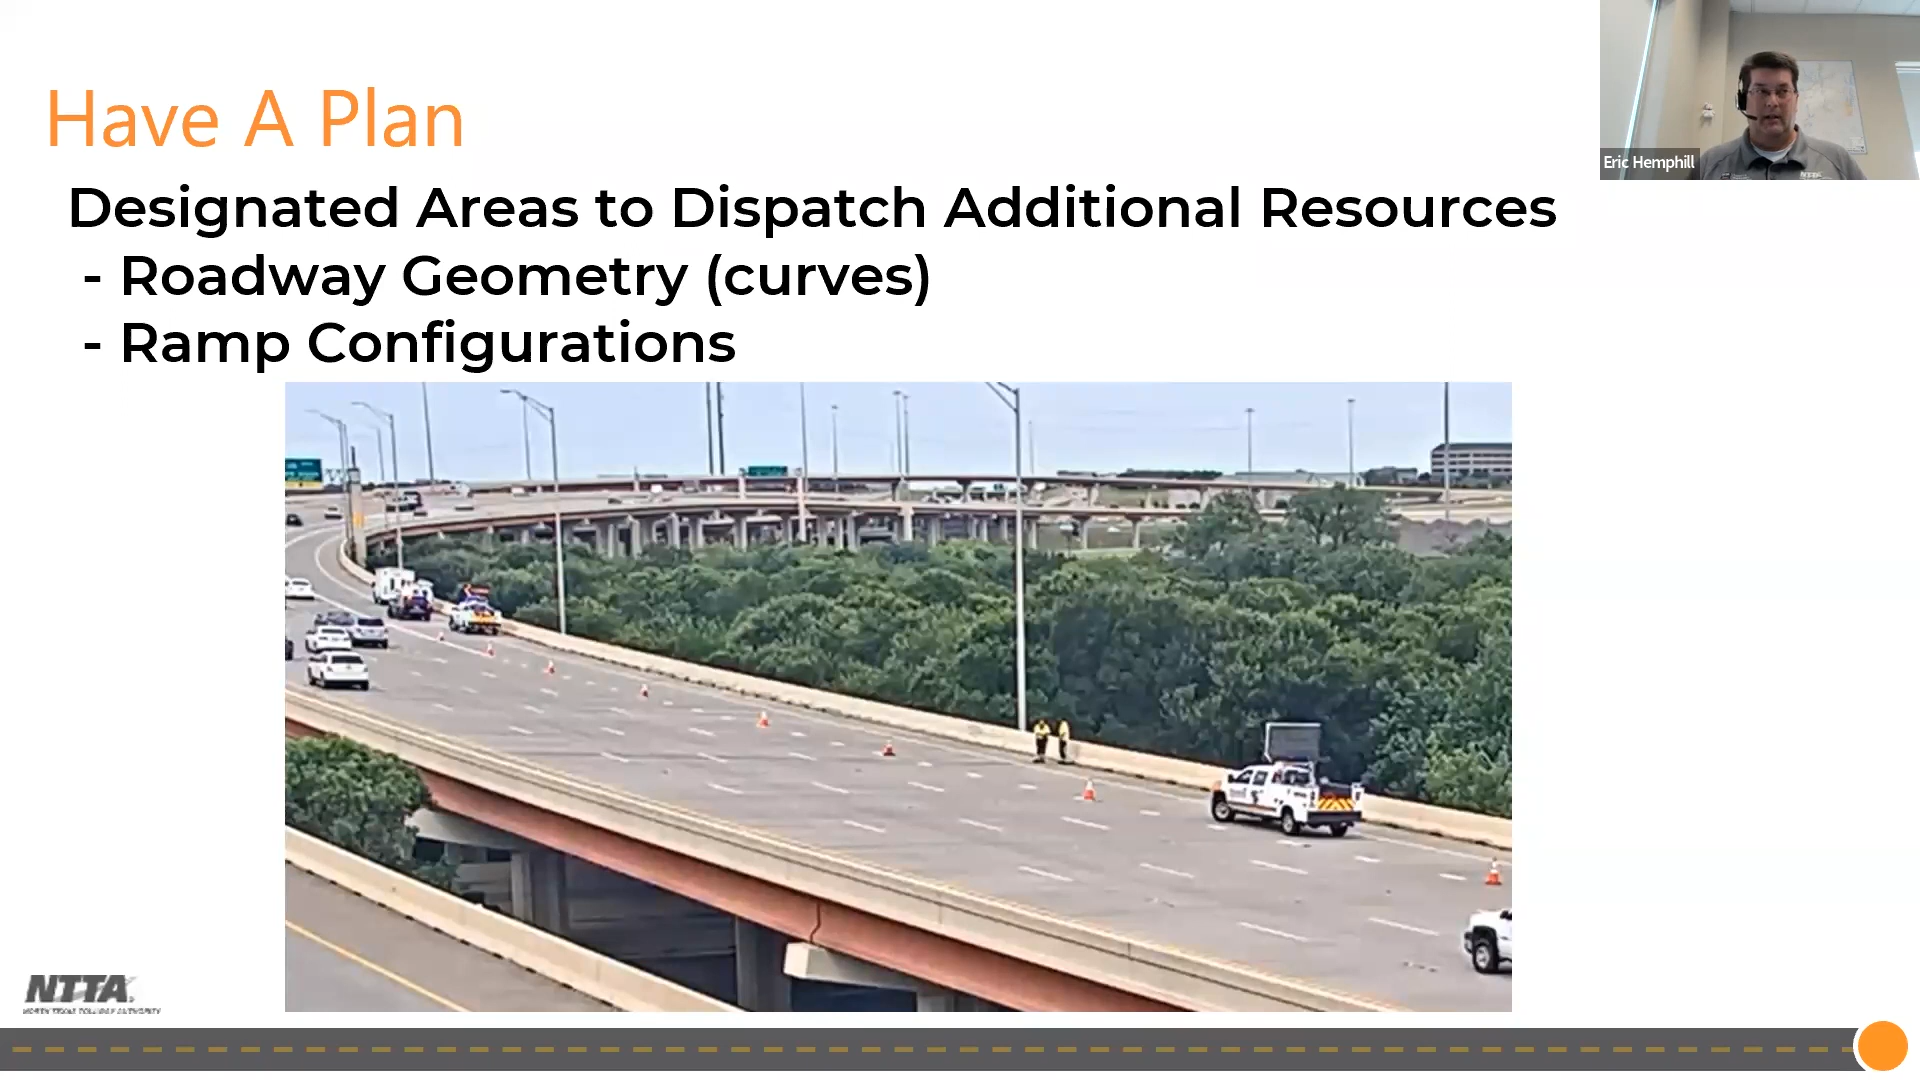 Have A Plan
Eric Hemphill
Designated Areas to Dispatch Additional Resources
- Roadway Geometry (curves)
- Ramp Configurations
NTTA
NORTH TEXAS TOLLWAY AUTHORITY